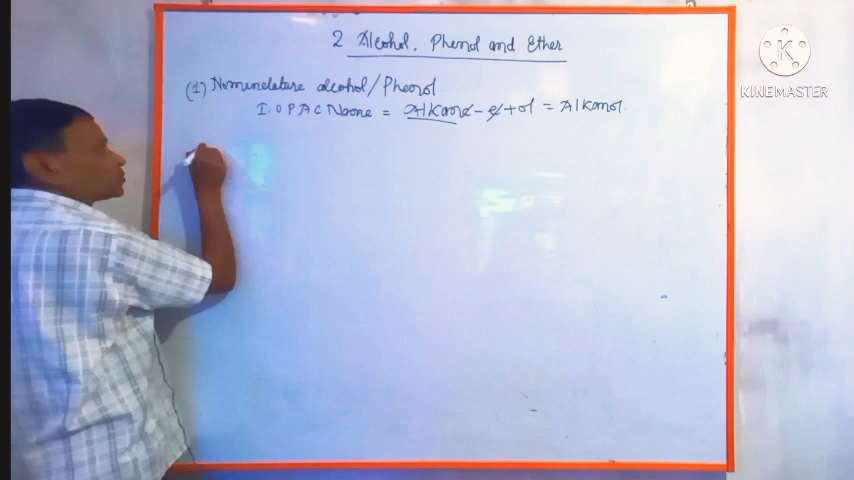 2 Alcohol, Phenol and Ether
(1) Nomenclature alcohol/Phenol
I.U P A C Name = Alkane - e + ol = Alkanol.
K
KINEMASTER